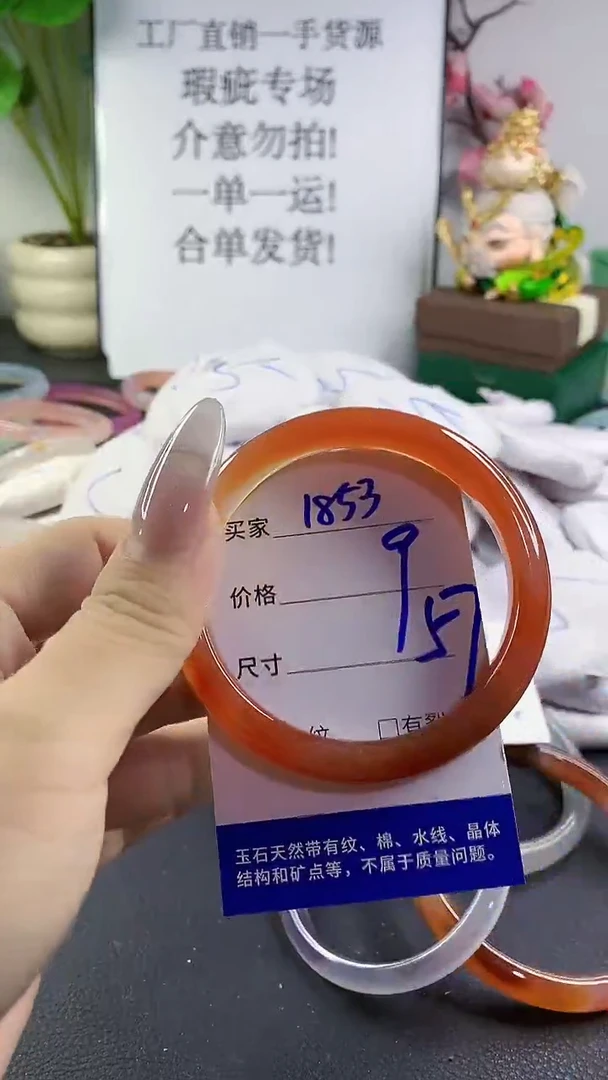 工厂直销一手货源
瑕疵专场
介意勿拍!
一单一运!
合单发货!
买家 1853
价格 9
尺寸 57
纹 □有裂
玉石天然带有纹、棉、水线、晶体
结构和矿点等，不属于质量问题。